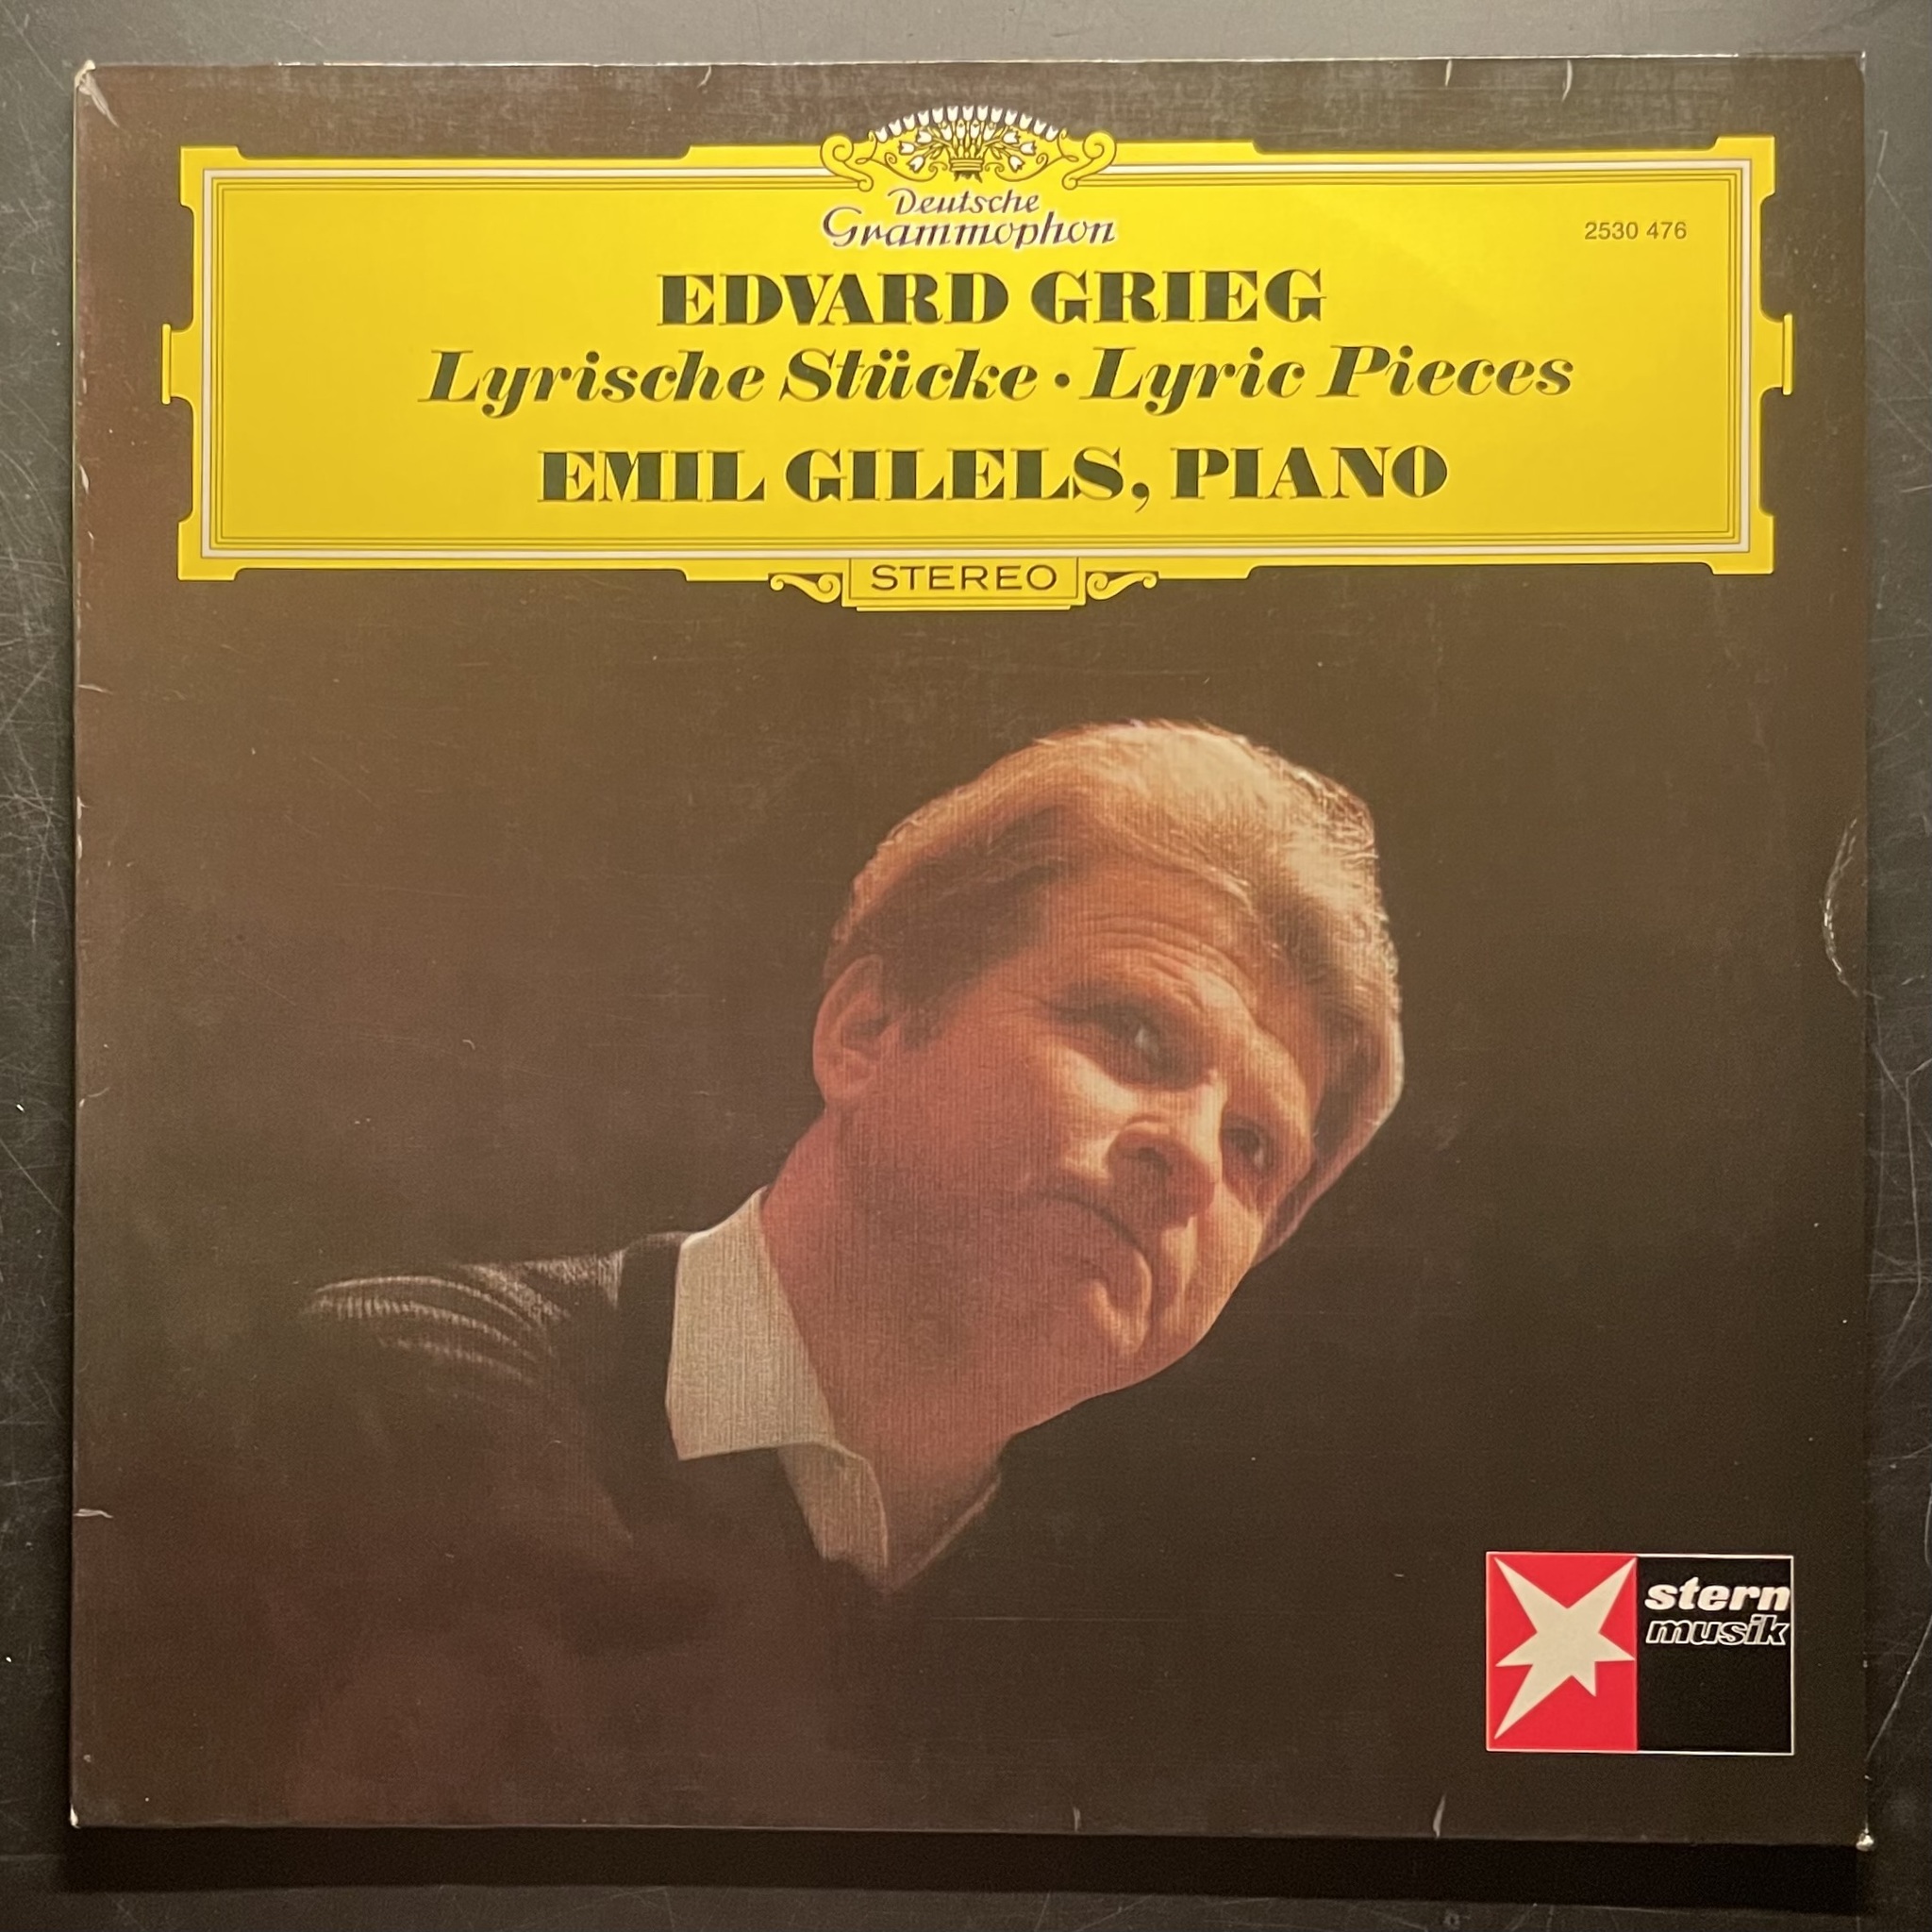 Deutsche
Grammophon
2530 476
EDVARD GRIEG
Lyrische Stücke · Lyric Pieces
EMIL GILELS, PIANO
STEREO
stern
musik